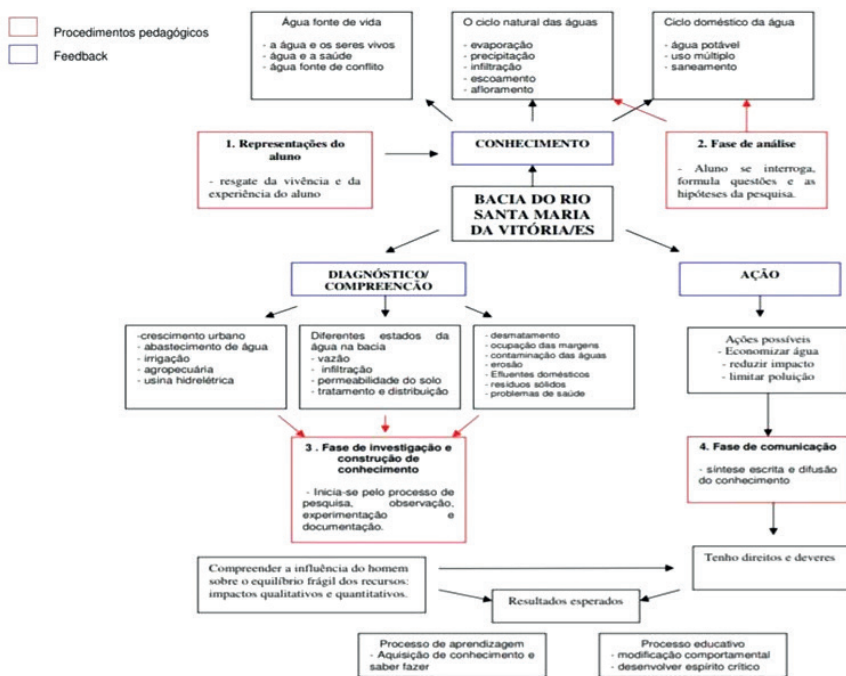 Procedimentos pedagógicos
Feedback
Água fonte de vida
- a água e os seres vivos
- água e a saúde
- água fonte de conflito
O ciclo natural das águas
- evaporação
- precipitação
- infiltração
- escoamento
- afloramento
Ciclo doméstico da água
- água potável
- uso múltiplo
- saneamento
1. Representações do
aluno
- resgate da vivência e da
experiência do aluno
CONHECIMENTO
2. Fase de análise
- Aluno se interroga,
formula questões e as
hipóteses da pesquisa.
BACIA DO RIO
SANTA MARIA
DA VITÓRIA/ES
DIAGNÓSTICO/
COMPREENCÃO
AÇÃO
-crescimento urbano
- abastecimento de água
- irrigação
- agropecuária
- usina hidrelétrica
Diferentes estados da
água na bacia
- vazão
- infiltração
- permeabilidade do solo
- tratamento e distribuição
- desmatamento
- ocupação das margens
- contaminação das águas
- erosão
- Efluentes domésticos
- resíduos sólidos
- problemas de saúde
Ações possíveis
- Economizar água
- reduzir impacto
- limitar poluição
3 . Fase de investigação e
construção de
conhecimento
- Inicia-se pelo processo de
pesquisa, observação,
experimentação e
documentação.
4. Fase de comunicação
- síntese escrita e difusão
do conhecimento
Compreender a influência do homem
sobre o equilíbrio frágil dos recursos:
impactos qualitativos e quantitativos.
Tenho direitos e deveres
Resultados esperados
Processo de aprendizagem
- Aquisição de conhecimento e
saber fazer
Processo educativo
- modificação comportamental
- desenvolver espírito crítico